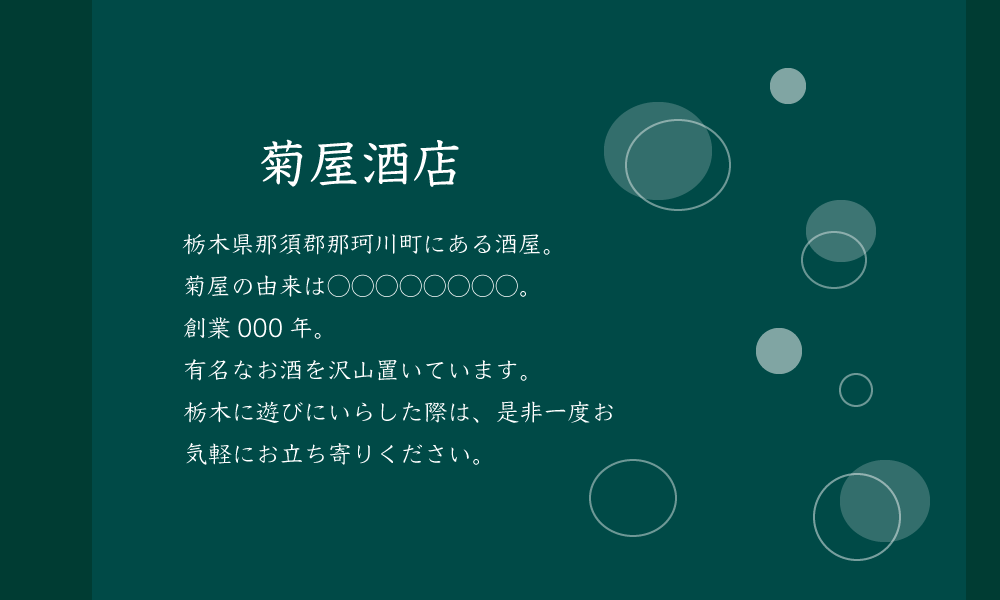 菊屋酒店
栃木県那須郡那珂川町にある酒屋。
菊屋の由来は〇〇〇〇〇〇〇〇。
創業 000 年。
有名なお酒を沢山置いています。
栃木に遊びにいらした際は、是非一度お
気軽にお立ち寄りください。